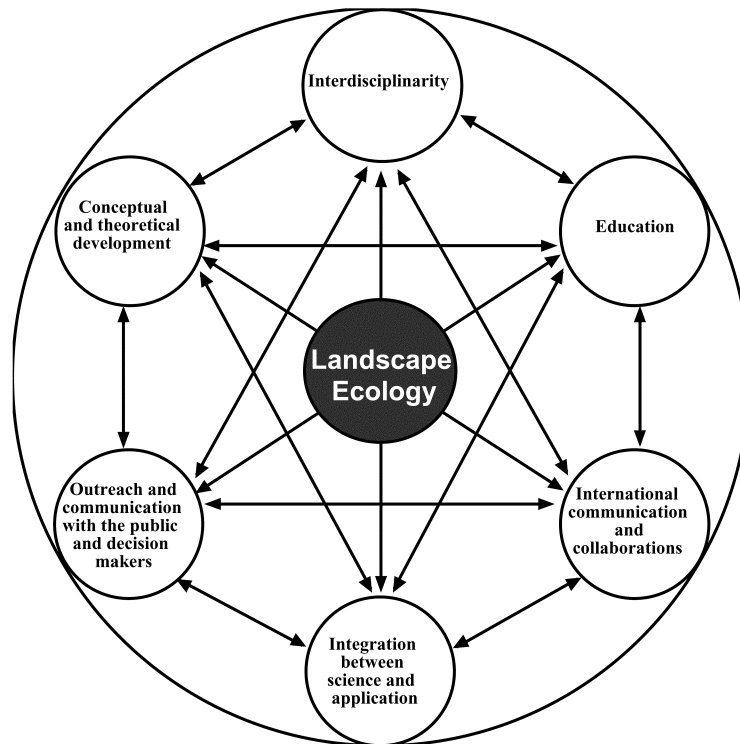 Interdisciplinarity
Conceptual
and theoretical
development
Education
Landscape
Ecology
Outreach and
communication
with the public
and decision
makers
International
communication
and
collaborations
Integration
between
science and
application